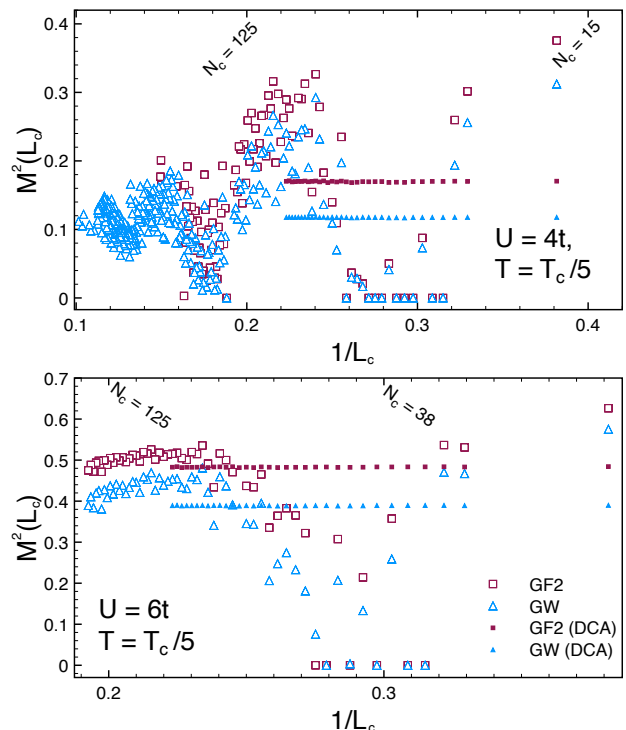 0.4
0.3
0.2
0.1
0
M²(L_c)
N_c = 125
N_c = 15
U = 4t,
T = T_c /5
0.1
0.2
0.3
0.4
1/L_c
0.7
0.6
0.5
0.4
0.3
0.2
0.1
0
M²(L_c)
N_c = 125
N_c = 38
U = 6t
T = T_c /5
GF2
GW
GF2 (DCA)
GW (DCA)
0.2
0.3
1/L_c